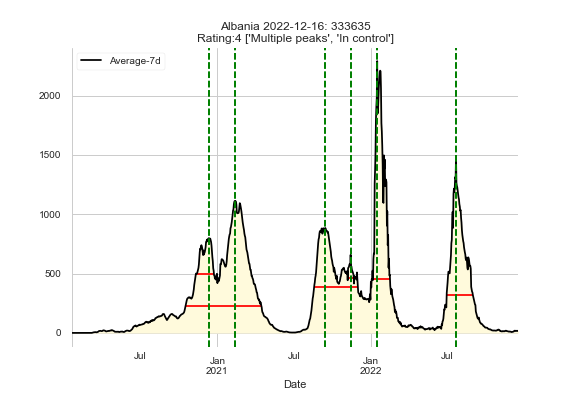 Albania 2022-12-16: 333635
Rating:4 ['Multiple peaks', 'In control']
Average-7d
2000
1500
1000
500
0
Jul
Jan
2021
Jul
Jan
2022
Jul
Date